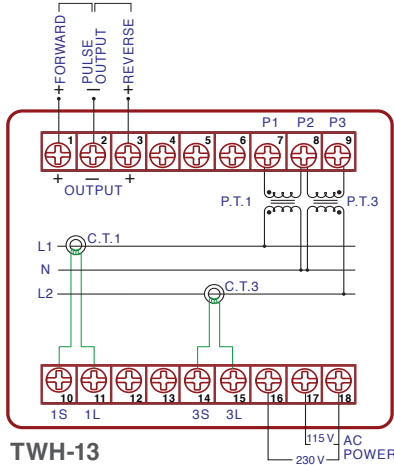 +FORWARD
− PULSE OUTPUT
+REVERSE
P1 P2 P3
1 2 3 4 5 6 7 8 9
+ − +
OUTPUT
P.T.1 P.T.3
L1 C.T.1
N
L2 C.T.3
10 11 12 13 14 15 16 17 18
1S 1L 3S 3L
115 V AC
POWER
230 V
TWH-13